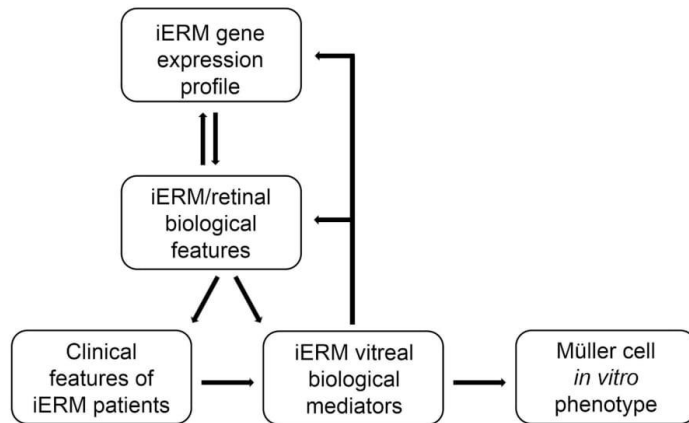 iERM gene
expression
profile
iERM/retinal
biological
features
Clinical
features of
iERM patients
iERM vitreal
biological
mediators
Müller cell
in vitro
phenotype